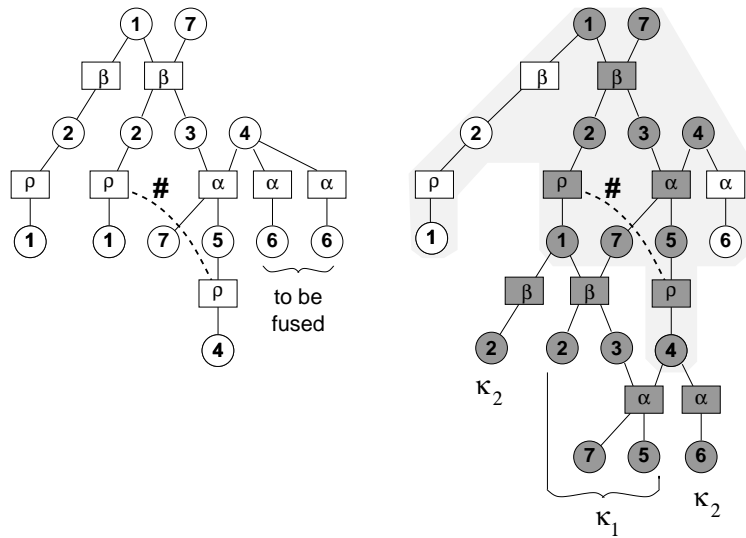 1 7 1 7
β β β β
2 2 3 4 2 2 3 4
ρ ρ # α α α ρ ρ # α α
1 1 7 5 6 6 1 1 7 5 6
to be ρ β β ρ
fused
4 2 2 3 4
κ2
α α
7 5 6
κ1 κ2